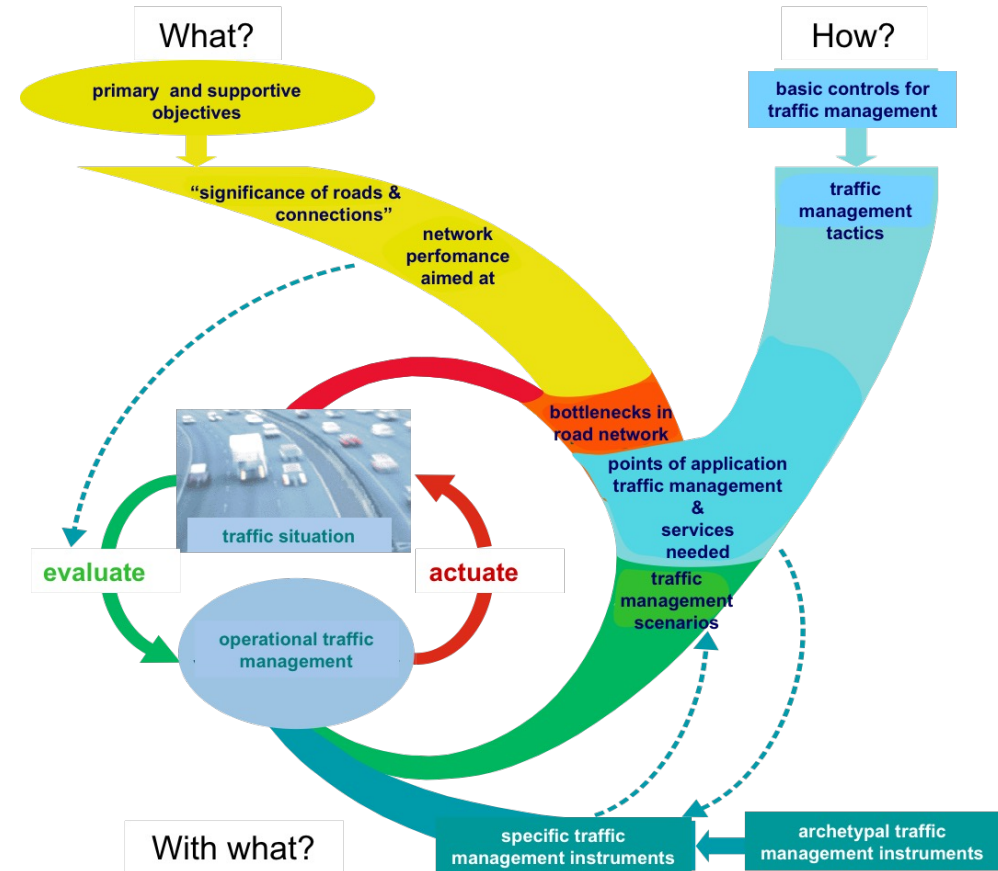 What?
How?
primary and supportive
objectives
basic controls for
traffic management
“significance of roads &
connections”
traffic
management
tactics
network
perfomance
aimed at
bottlenecks in
road network
points of application
traffic management
&
services
needed
traffic situation
evaluate
actuate
traffic
management
scenarios
operational traffic
management
With what?
specific traffic
management instruments
archetypal traffic
management instruments